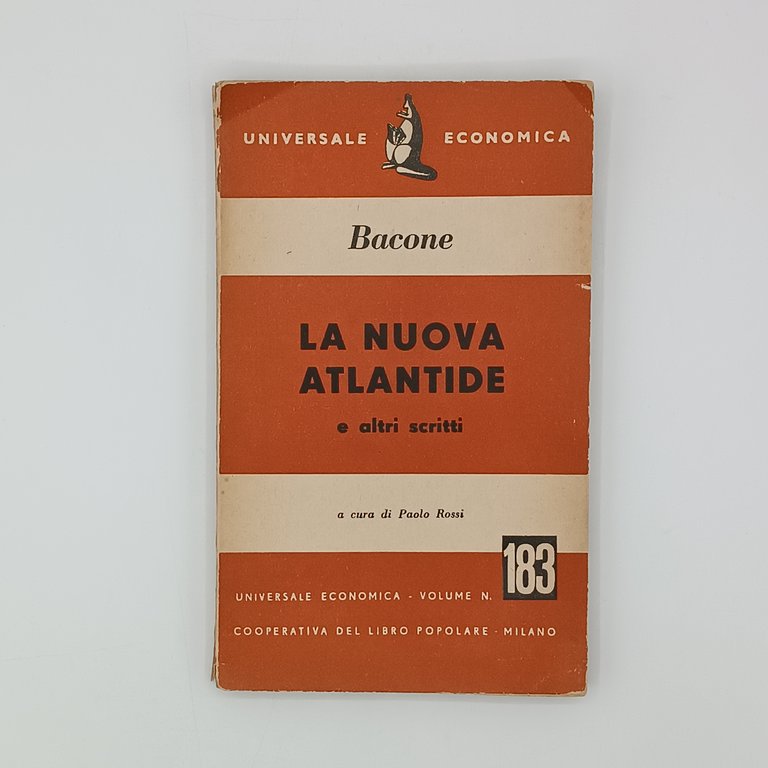 UNIVERSALE ECONOMICA
Bacone
LA NUOVA
ATLANTIDE
e altri scritti
a cura di Paolo Rossi
UNIVERSALE ECONOMICA - VOLUME N. 183
COOPERATIVA DEL LIBRO POPOLARE - MILANO